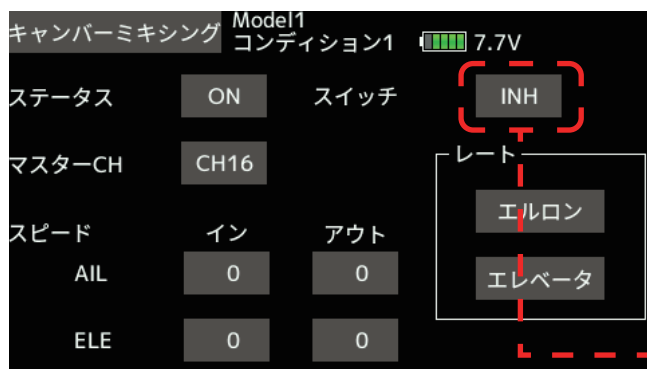 キャンバーミキシング Model1
コンディション1 7.7V
ステータス ON スイッチ INH
マスターCH CH16
レート
エルロン
スピード イン アウト
AIL 0 0
エレベータ
ELE 0 0